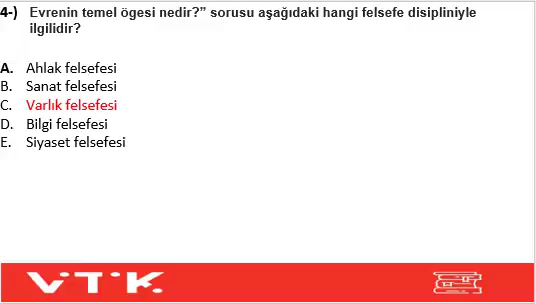 4-) Evrenin temel ögesi nedir?” sorusu aşağıdaki hangi felsefe disipliniyle
ilgilidir?
A. Ahlak felsefesi
B. Sanat felsefesi
C. Varlık felsefesi
D. Bilgi felsefesi
E. Siyaset felsefesi
VTK